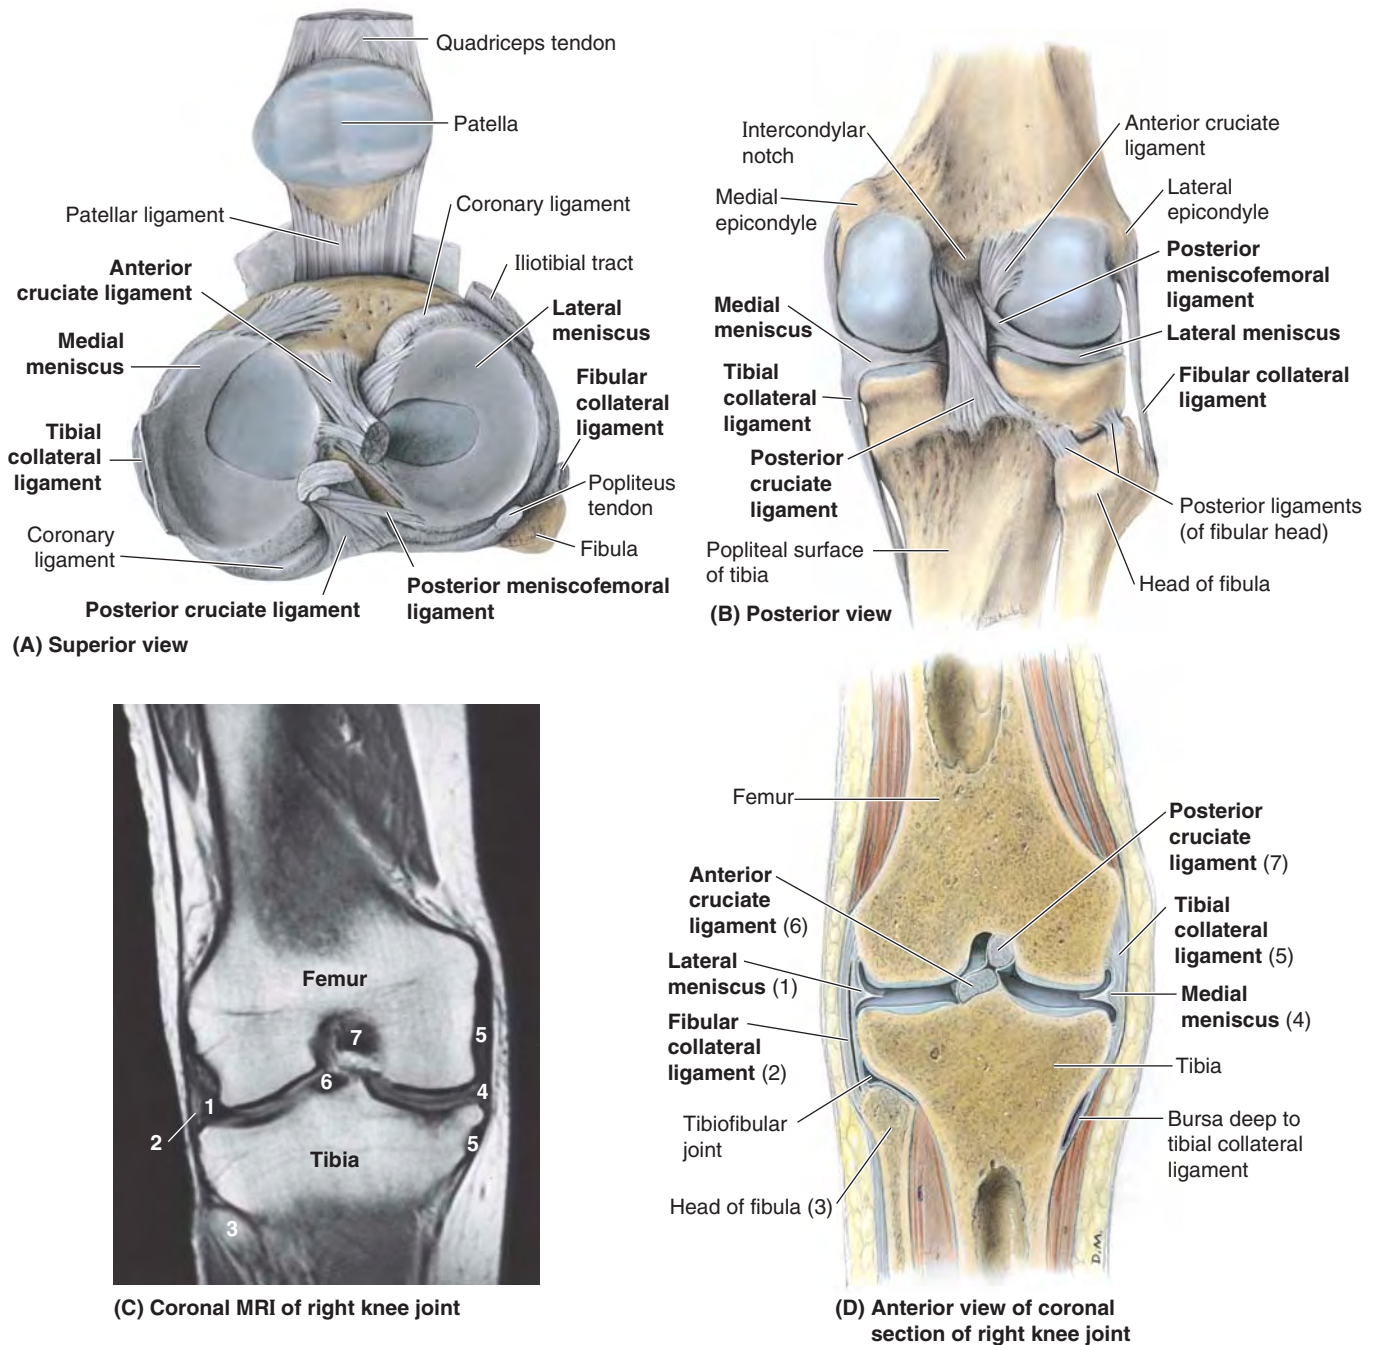 Quadriceps tendon
Patella
Patellar ligament
Coronary ligament
Anterior
cruciate ligament
Iliotibial tract
Lateral
meniscus
Medial
meniscus
Fibular
collateral
ligament
Tibial
collateral
ligament
Popliteus
tendon
Coronary
ligament
Fibula
Posterior meniscofemoral
ligament
Posterior cruciate ligament
(A) Superior view
Intercondylar
notch
Anterior cruciate
ligament
Medial
epicondyle
Lateral
epicondyle
Posterior
meniscofemoral
ligament
Medial
meniscus
Lateral meniscus
Tibial
collateral
ligament
Fibular collateral
ligament
Posterior
cruciate
ligament
Posterior ligaments
(of fibular head)
Popliteal surface
of tibia
Head of fibula
(B) Posterior view
Femur
7
5
6
4
1
2
5
Tibia
3
(C) Coronal MRI of right knee joint
Femur
Posterior
cruciate
ligament (7)
Anterior
cruciate
ligament (6)
Tibial
collateral
ligament (5)
Lateral
meniscus (1)
Medial
meniscus (4)
Fibular
collateral
ligament (2)
Tibia
Tibiofibular
joint
Bursa deep to
tibial collateral
ligament
Head of fibula (3)
D.M.
(D) Anterior view of coronal
section of right knee joint